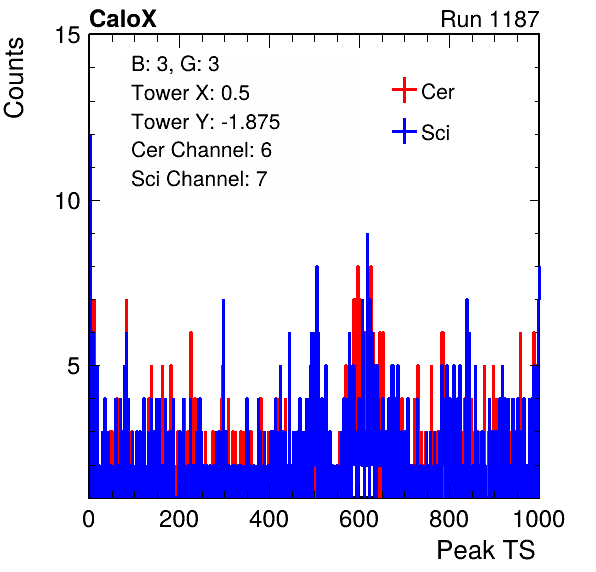 CaloX Run 1187
Counts
15
10
5
B: 3, G: 3
Tower X: 0.5
Tower Y: -1.875
Cer Channel: 6
Sci Channel: 7
Cer
Sci
0 200 400 600 800 1000
Peak TS